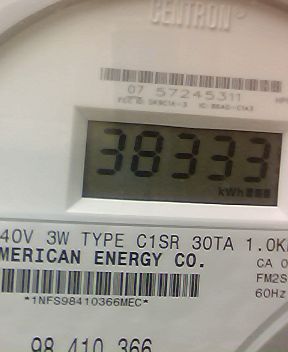 CENTRON®
07 57245311
38333
kWh
40V 3W TYPE C1SR 30TA 1.0K
MERICAN ENERGY CO.
CA 0
FM2S
60Hz
*1NFS98410366MEC*
98 410 366